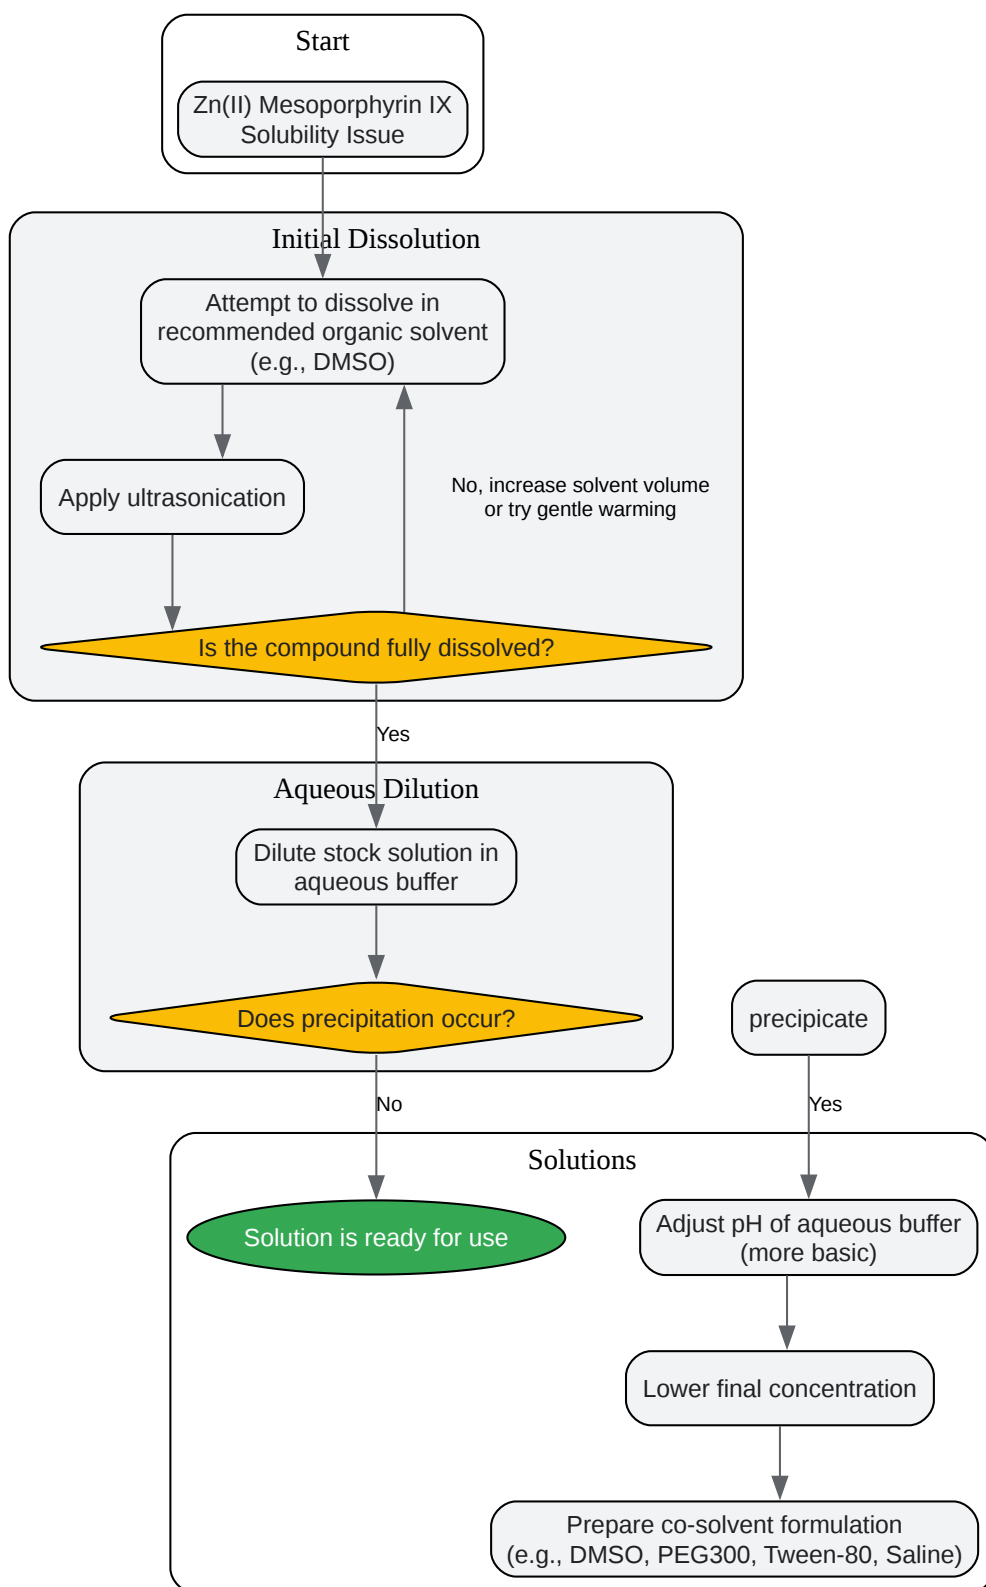 Start
Zn(II) Mesoporphyrin IX
Solubility Issue
Initial Dissolution
Attempt to dissolve in
recommended organic solvent
(e.g., DMSO)
Apply ultrasonication
No, increase solvent volume
or try gentle warming
Is the compound fully dissolved?
Yes
Aqueous Dilution
Dilute stock solution in
aqueous buffer
Does precipitation occur?
precipicate
No
Yes
Solutions
Solution is ready for use
Adjust pH of aqueous buffer
(more basic)
Lower final concentration
Prepare co-solvent formulation
(e.g., DMSO, PEG300, Tween-80, Saline)